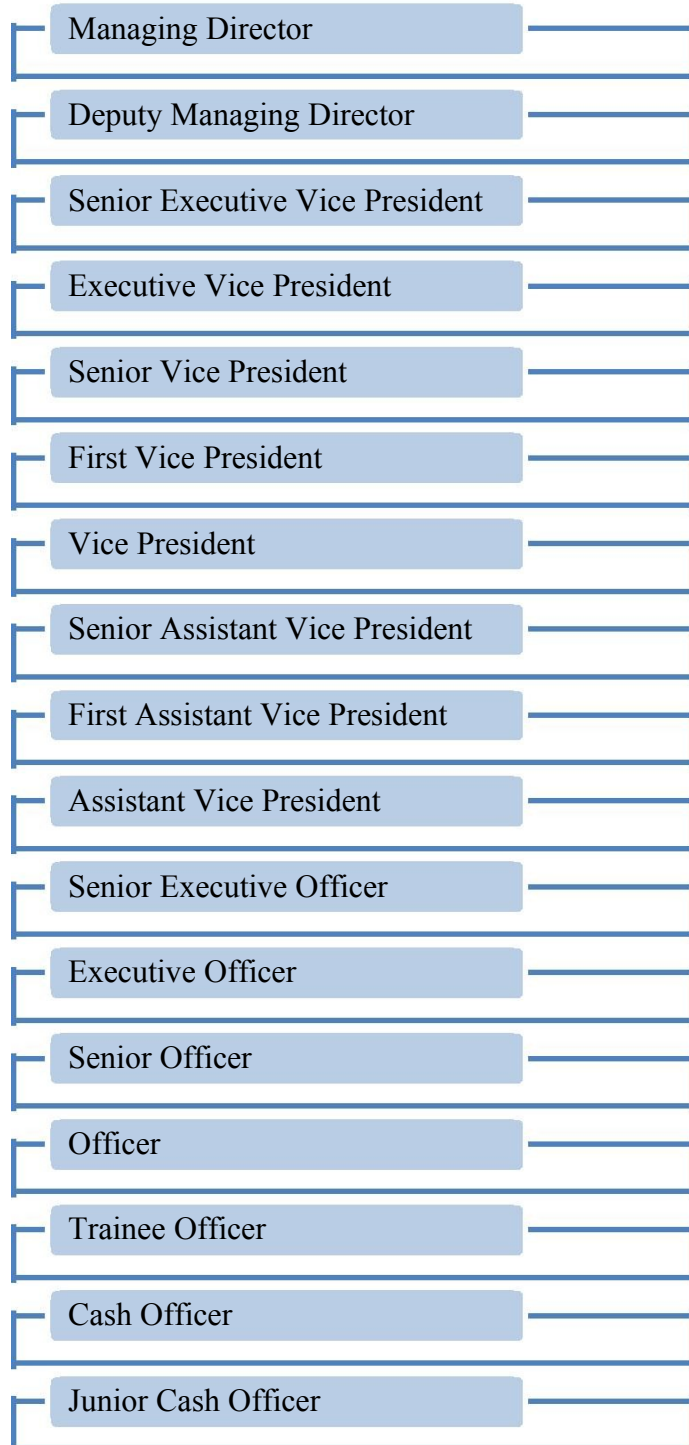 Managing Director
Deputy Managing Director
Senior Executive Vice President
Executive Vice President
Senior Vice President
First Vice President
Vice President
Senior Assistant Vice President
First Assistant Vice President
Assistant Vice President
Senior Executive Officer
Executive Officer
Senior Officer
Officer
Trainee Officer
Cash Officer
Junior Cash Officer